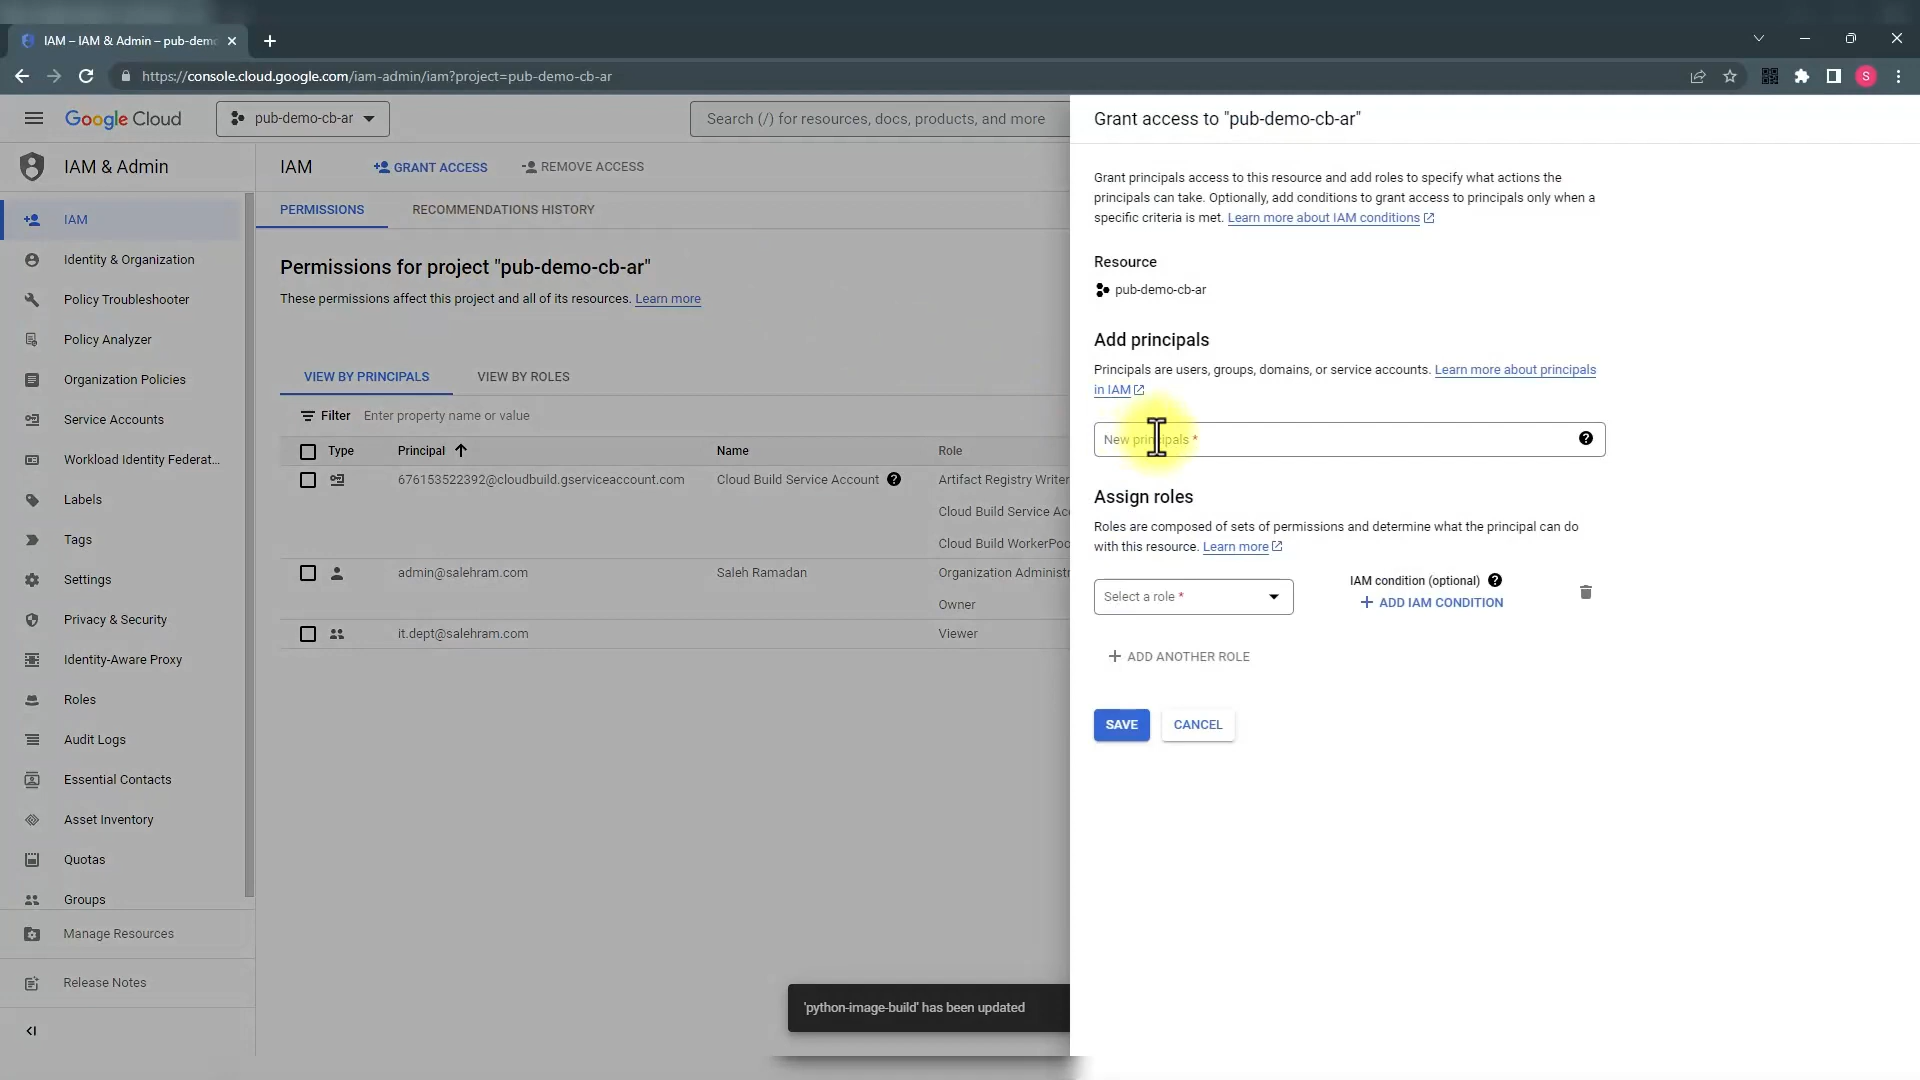 IAM – IAM & Admin – pub-demo
https://console.cloud.google.com/iam-admin/iam?project=pub-demo-cb-ar
S
Google Cloud
pub-demo-cb-ar
Search (/) for resources, docs, products, and more
IAM & Admin
IAM
Identity & Organization
Policy Troubleshooter
Policy Analyzer
Organization Policies
Service Accounts
Workload Identity Federat...
Labels
Tags
Settings
Privacy & Security
Identity-Aware Proxy
Roles
Audit Logs
Essential Contacts
Asset Inventory
Quotas
Groups
Manage Resources
Release Notes
IAM
GRANT ACCESS
REMOVE ACCESS
PERMISSIONS
RECOMMENDATIONS HISTORY
Permissions for project "pub-demo-cb-ar"
These permissions affect this project and all of its resources. Learn more
VIEW BY PRINCIPALS
VIEW BY ROLES
Filter Enter property name or value
Type Principal Name Role
676153522392@cloudbuild.gserviceaccount.com Cloud Build Service Account Artifact Registry Writer
Cloud Build Service Acc
Cloud Build WorkerPoo
admin@salehram.com Saleh Ramadan Organization Administr
Owner
it.dept@salehram.com Viewer
'python-image-build' has been updated
Grant access to "pub-demo-cb-ar"
Grant principals access to this resource and add roles to specify what actions the
principals can take. Optionally, add conditions to grant access to principals only when a
specific criteria is met. Learn more about IAM conditions
Resource
pub-demo-cb-ar
Add principals
Principals are users, groups, domains, or service accounts. Learn more about principals
in IAM
New principals *
Assign roles
Roles are composed of sets of permissions and determine what the principal can do
with this resource. Learn more
Select a role *
IAM condition (optional)
+ ADD IAM CONDITION
+ ADD ANOTHER ROLE
SAVE
CANCEL